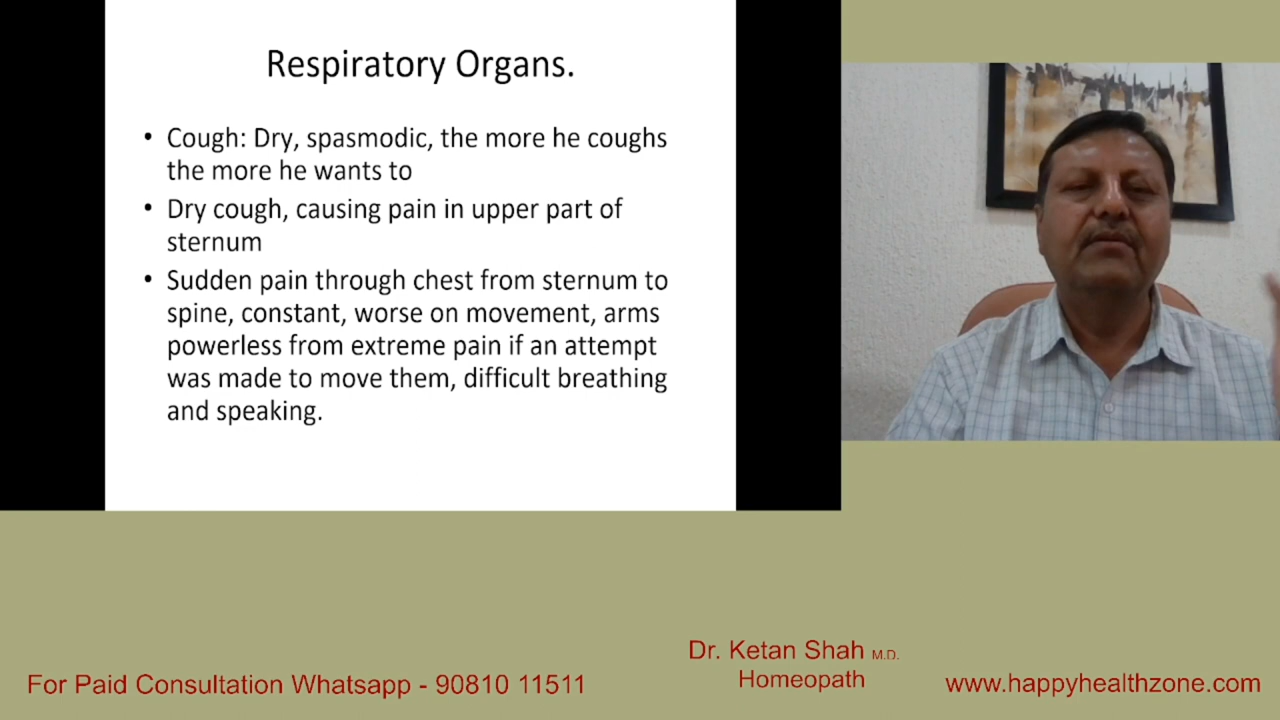 Respiratory Organs.
• Cough: Dry, spasmodic, the more he coughs
the more he wants to
• Dry cough, causing pain in upper part of
sternum
• Sudden pain through chest from sternum to
spine, constant, worse on movement, arms
powerless from extreme pain if an attempt
was made to move them, difficult breathing
and speaking.
Dr. Ketan Shah M.D.
Homeopath
For Paid Consultation Whatsapp - 90810 11511
www.happyhealthzone.com